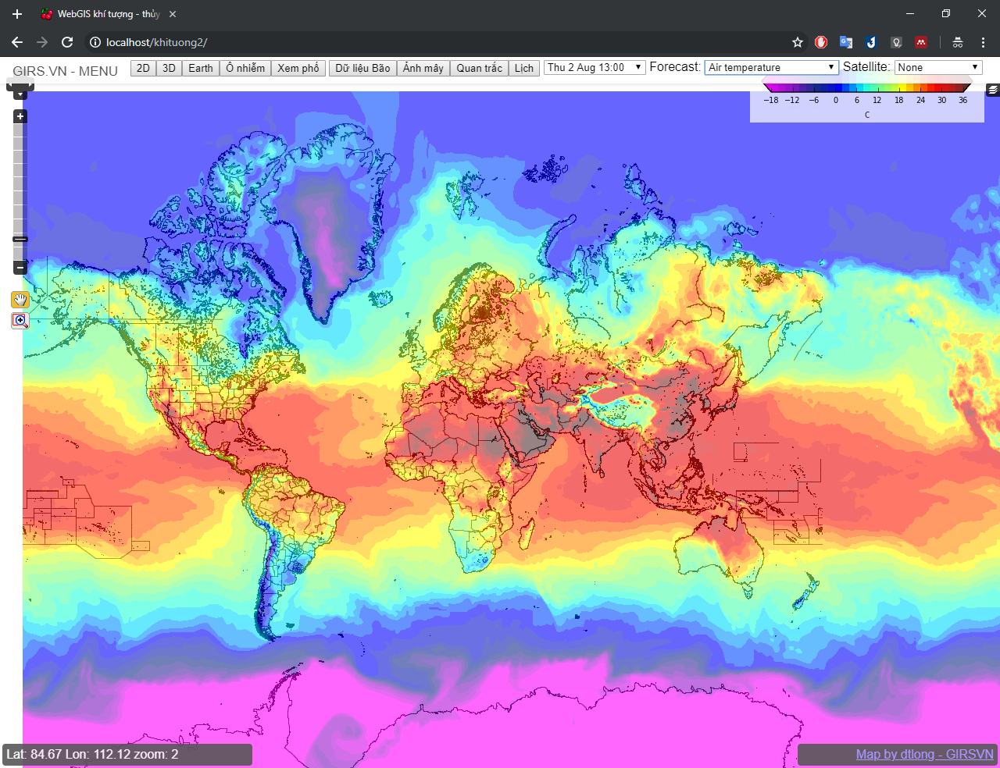 WebGIS khí tượng - thủy
localhost/khituong2/
GIRS.VN - MENU
2D 3D Earth Ô nhiễm Xem phố Dữ liệu Bão Ảnh mây Quan trắc Lịch Thu 2 Aug 13:00 Forecast: Air temperature Satellite: None
-18 -12 -6 0 6 12 18 24 30 36
C
Lat: 84.67 Lon: 112.12 zoom: 2
Map by dtlong - GIRSVN